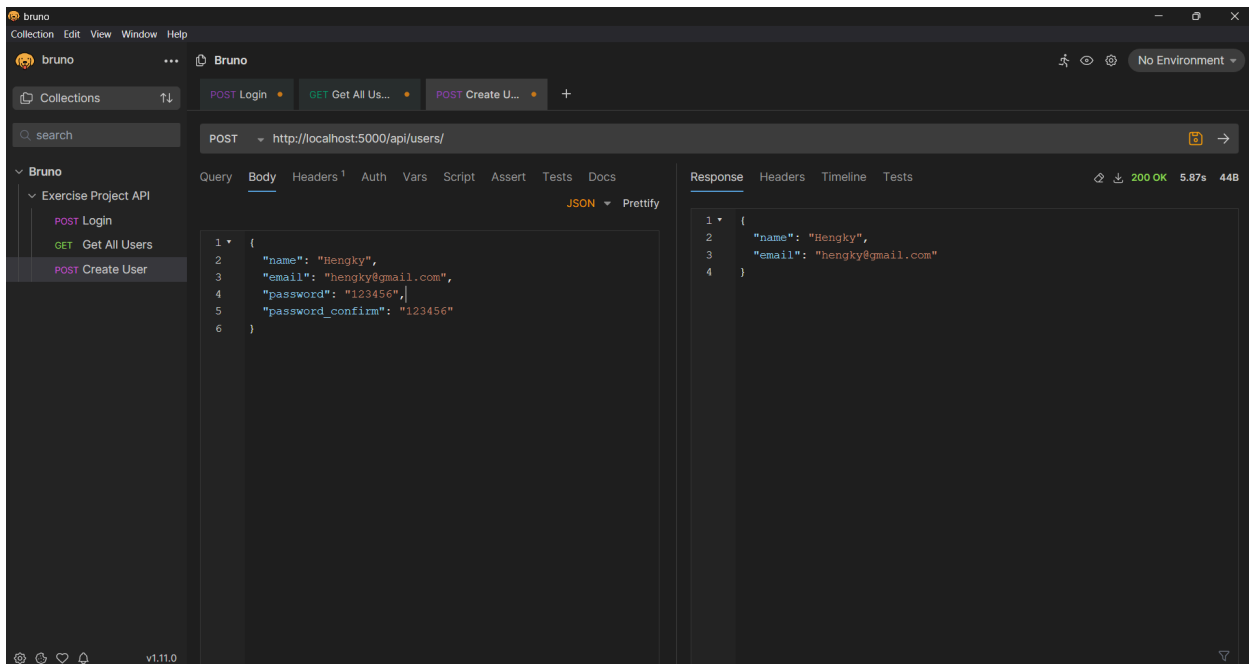 bruno
Collection Edit View Window Help
bruno ... Bruno No Environment
Collections POST Login GET Get All Us... POST Create U... +
search POST http://localhost:5000/api/users/
Bruno
Query Body Headers 1 Auth Vars Script Assert Tests Docs
Response Headers Timeline Tests 200 OK 5.87s 44B
Exercise Project API
JSON Prettify
POST Login
GET Get All Users
POST Create User
1 {
2 "name": "Hengky",
3 "email": "hengky@gmail.com",
4 "password": "123456",
5 "password_confirm": "123456"
6 }
1 {
2 "name": "Hengky",
3 "email": "hengky@gmail.com"
4 }
v1.11.0